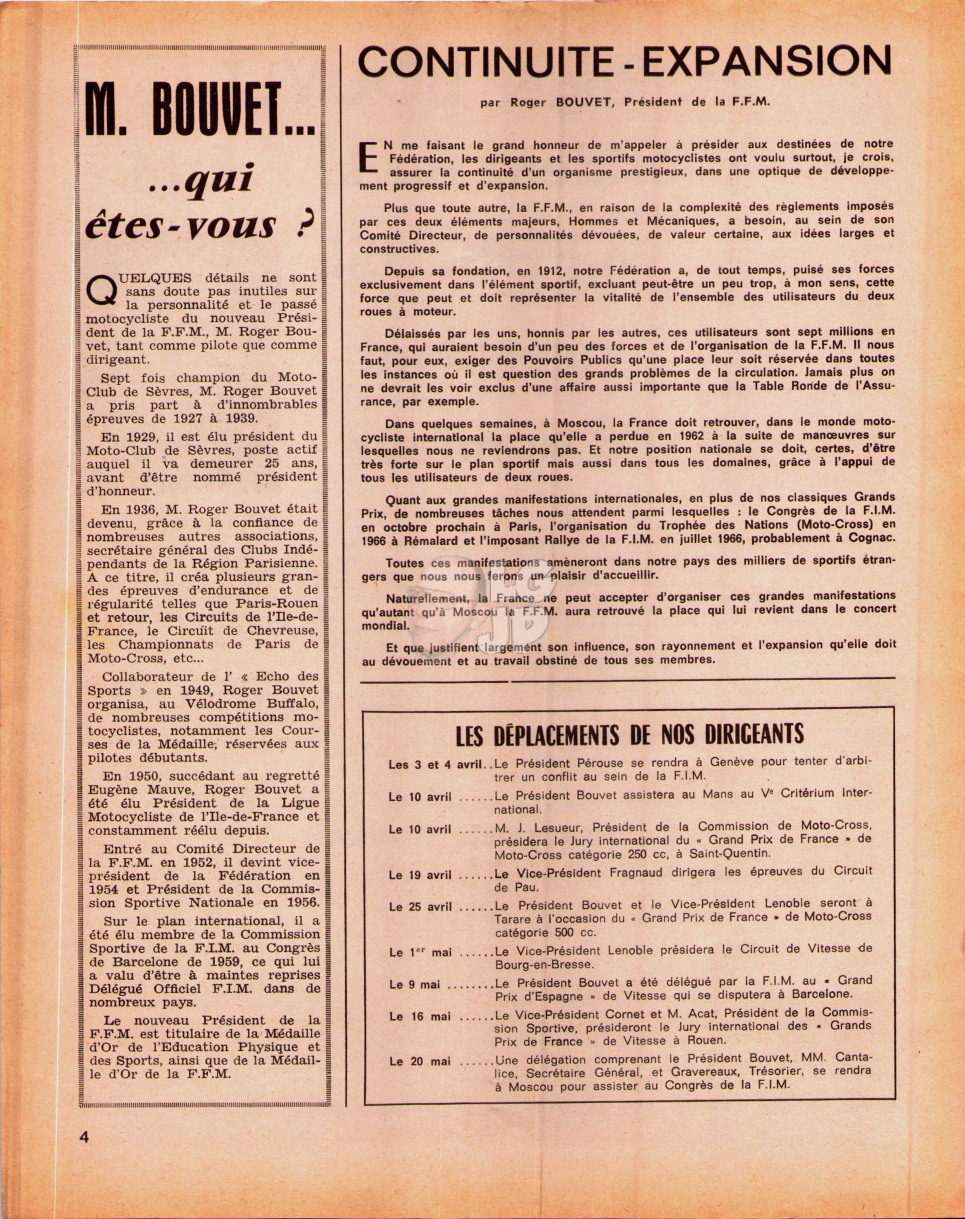 M. BOUVET...
...qui
êtes-vous ?
QUELQUES détails ne sont
sans doute pas inutiles sur
la personnalité et le passé
motocycliste du nouveau Prési-
dent de la F.F.M., M. Roger Bou-
vet, tant comme pilote que comme
dirigeant.
Sept fois champion du Moto-
Club de Sèvres, M. Roger Bouvet
a pris part à d'innombrables
épreuves de 1927 à 1939.
En 1929, il est élu président du
Moto-Club de Sèvres, poste actif
auquel il va demeurer 25 ans,
avant d'être nommé président
d'honneur.
En 1936, M. Roger Bouvet était
devenu, grâce à la confiance de
nombreuses autres associations,
secrétaire général des Clubs Indé-
pendants de la Région Parisienne.
A ce titre, il créa plusieurs gran-
des épreuves d'endurance et de
régularité telles que Paris-Rouen
et retour, les Circuits de l'Ile-de-
France, le Circuit de Chevreuse,
les Championnats de Paris de
Moto-Cross, etc...
Collaborateur de l' « Echo des
Sports » en 1949, Roger Bouvet
organisa, au Vélodrome Buffalo,
de nombreuses compétitions mo-
tocyclistes, notamment les Cour-
ses de la Médaille, réservées aux
pilotes débutants.
En 1950, succédant au regretté
Eugène Mauve, Roger Bouvet a
été élu Président de la Ligue
Motocycliste de l'Ile-de-France et
constamment réélu depuis.
Entré au Comité Directeur de
la F.F.M. en 1952, il devint vice-
président de la Fédération en
1954 et Président de la Commis-
sion Sportive Nationale en 1956.
Sur le plan international, il a
été élu membre de la Commission
Sportive de la F.I.M. au Congrès
de Barcelone de 1959, ce qui lui
a valu d'être à maintes reprises
Délégué Officiel F.I.M. dans de
nombreux pays.
Le nouveau Président de la
F.F.M. est titulaire de la Médaille
d'Or de l'Education Physique et
des Sports, ainsi que de la Médail-
le d'Or de la F.F.M.
CONTINUITE - EXPANSION
par Roger BOUVET, Président de la F.F.M.
EN me faisant le grand honneur de m'appeler à présider aux destinées de notre
Fédération, les dirigeants et les sportifs motocyclistes ont voulu surtout, je crois,
assurer la continuité d'un organisme prestigieux, dans une optique de développe-
ment progressif et d'expansion.
Plus que toute autre, la F.F.M., en raison de la complexité des règlements imposés
par ces deux éléments majeurs, Hommes et Mécaniques, a besoin, au sein de son
Comité Directeur, de personnalités dévouées, de valeur certaine, aux idées larges et
constructives.
Depuis sa fondation, en 1912, notre Fédération a, de tout temps, puisé ses forces
exclusivement dans l'élément sportif, excluant peut-être un peu trop, à mon sens, cette
force que peut et doit représenter la vitalité de l'ensemble des utilisateurs du deux
roues à moteur.
Délaissés par les uns, honnis par les autres, ces utilisateurs sont sept millions en
France, qui auraient besoin d'un peu des forces et de l'organisation de la F.F.M. Il nous
faut, pour eux, exiger des Pouvoirs Publics qu'une place leur soit réservée dans toutes
les instances où il est question des grands problèmes de la circulation. Jamais plus on
ne devrait les voir exclus d'une affaire aussi importante que la Table Ronde de l'Assu-
rance, par exemple.
Dans quelques semaines, à Moscou, la France doit retrouver, dans le monde moto-
cycliste international la place qu'elle a perdue en 1962 à la suite de manœuvres sur
lesquelles nous ne reviendrons pas. Et notre position nationale se doit, certes, d'être
très forte sur le plan sportif mais aussi dans tous les domaines, grâce à l'appui de
tous les utilisateurs de deux roues.
Quant aux grandes manifestations internationales, en plus de nos classiques Grands
Prix, de nombreuses tâches nous attendent parmi lesquelles : le Congrès de la F.I.M.
en octobre prochain à Paris, l'organisation du Trophée des Nations (Moto-Cross) en
1966 à Rémalard et l'imposant Rallye de la F.I.M. en juillet 1966, probablement à Cognac.
Toutes ces manifestations amèneront dans notre pays des milliers de sportifs étran-
gers que nous nous ferons un plaisir d'accueillir.
Naturellement, la France ne peut accepter d'organiser ces grandes manifestations
qu'autant qu'à Moscou la F.F.M. aura retrouvé la place qui lui revient dans le concert
mondial.
Et que justifient largement son influence, son rayonnement et l'expansion qu'elle doit
au dévouement et au travail obstiné de tous ses membres.
LES DÉPLACEMENTS DE NOS DIRIGEANTS
Les 3 et 4 avril..Le Président Pérouse se rendra à Genève pour tenter d'arbi-
trer un conflit au sein de la F.I.M.
Le 10 avril ......Le Président Bouvet assistera au Mans au Ve Critérium Inter-
national.
Le 10 avril ......M. J. Lesueur, Président de la Commission de Moto-Cross,
présidera le Jury international du « Grand Prix de France » de
Moto-Cross catégorie 250 cc, à Saint-Quentin.
Le 19 avril ......Le Vice-Président Fragnaud dirigera les épreuves du Circuit
de Pau.
Le 25 avril ......Le Président Bouvet et le Vice-Président Lenoble seront à
Tarare à l'occasion du « Grand Prix de France » de Moto-Cross
catégorie 500 cc.
Le 1er mai ......Le Vice-Président Lenoble présidera le Circuit de Vitesse de
Bourg-en-Bresse.
Le 9 mai ........Le Président Bouvet a été délégué par la F.I.M. au « Grand
Prix d'Espagne » de Vitesse qui se disputera à Barcelone.
Le 16 mai ......Le Vice-Président Cornet et M. Acat, Président de la Commis-
sion Sportive, présideront le Jury international des « Grands
Prix de France » de Vitesse à Rouen.
Le 20 mai ......Une délégation comprenant le Président Bouvet, MM. Canta-
lice, Secrétaire Général, et Gravereaux, Trésorier, se rendra
à Moscou pour assister au Congrès de la F.I.M.
4